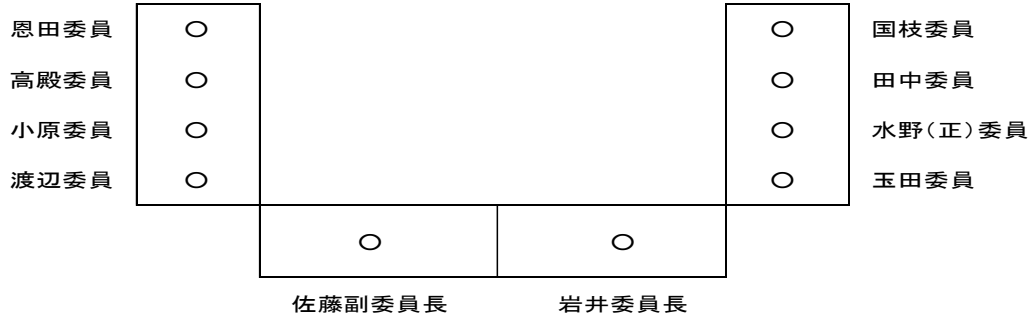 恩田委員 ○ ○ 国枝委員
高殿委員 ○ ○ 田中委員
小原委員 ○ ○ 水野(正)委員
渡辺委員 ○ ○ 玉田委員
○ ○
佐藤副委員長 岩井委員長